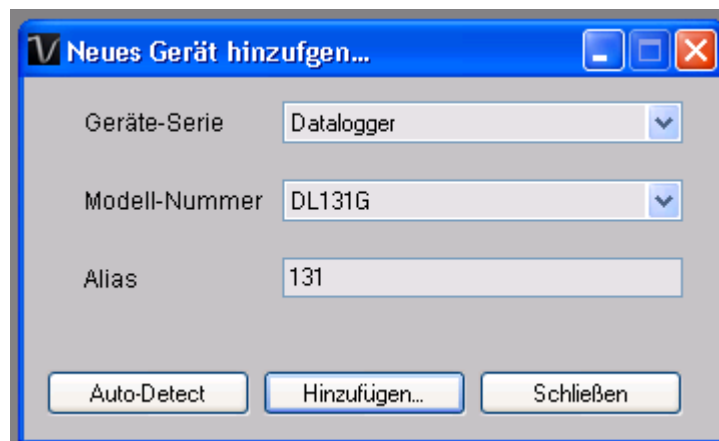 Neues Gerät hinzufgen...
Geräte-Serie Datalogger
Modell-Nummer DL131G
Alias 131
Auto-Detect Hinzufügen... Schließen